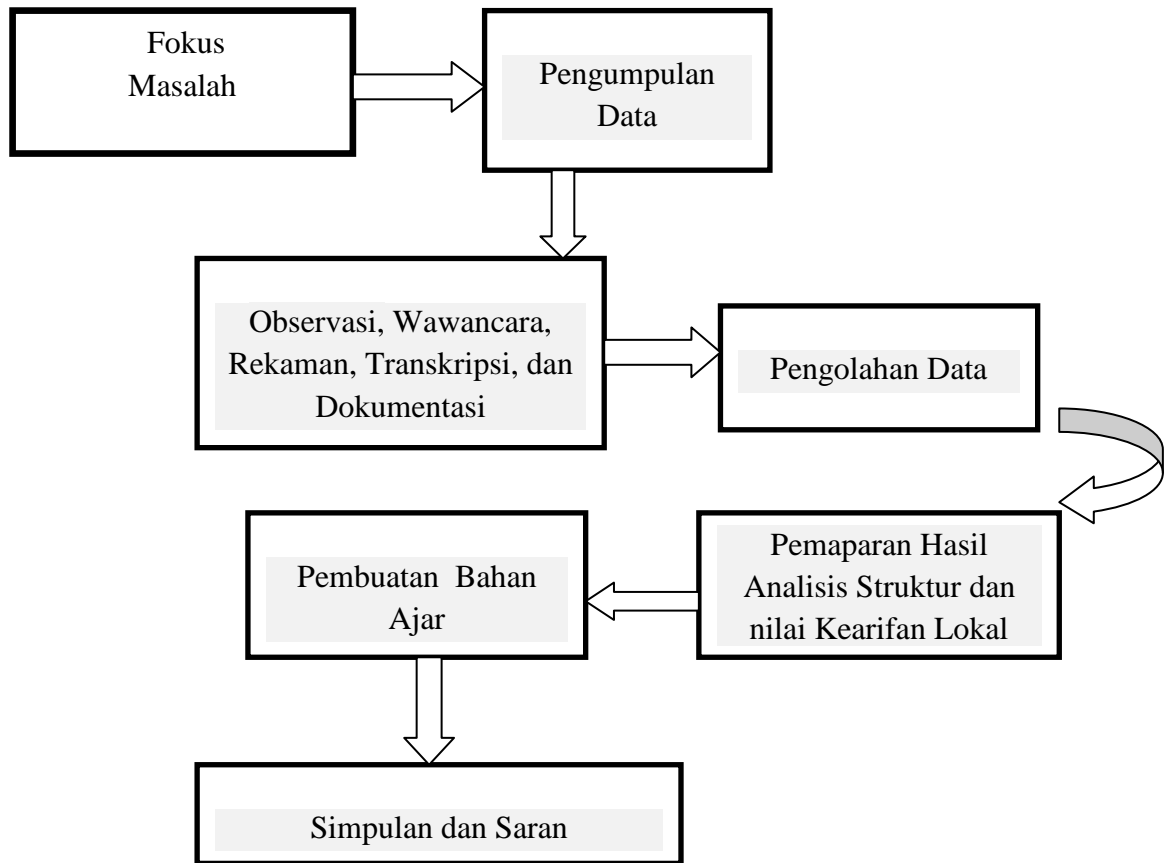 Fokus
Masalah
Pengumpulan
Data
Observasi, Wawancara,
Rekaman, Transkripsi, dan
Dokumentasi
Pengolahan Data
Pemaparan Hasil
Analisis Struktur dan
nilai Kearifan Lokal
Pembuatan  Bahan
Ajar
Simpulan dan Saran